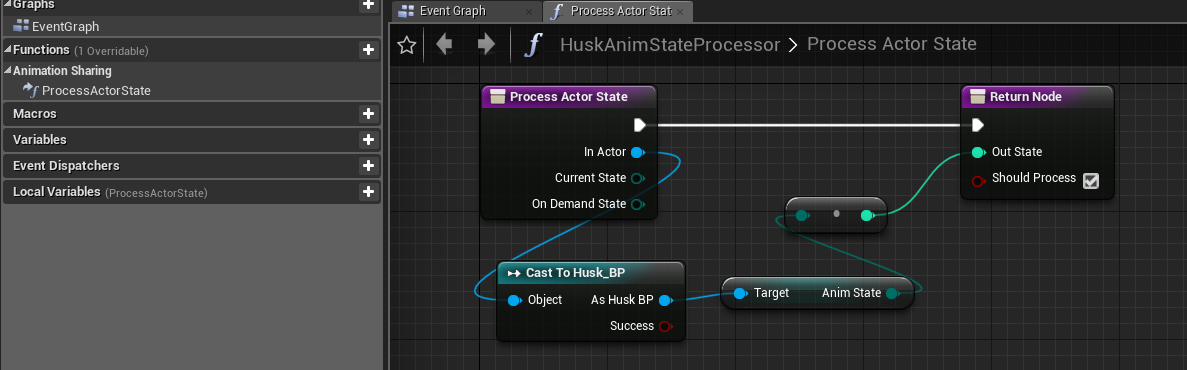 Graphs
EventGraph
Functions (1 Overridable)
Animation Sharing
ProcessActorState
Macros
Variables
Event Dispatchers
Local Variables (ProcessActorState)
Event Graph
Process Actor Stat
HuskAnimStateProcessor > Process Actor State
Process Actor State
In Actor
Current State
On Demand State
Return Node
Out State
Should Process
Cast To Husk_BP
Object As Husk BP
Success
Target Anim State